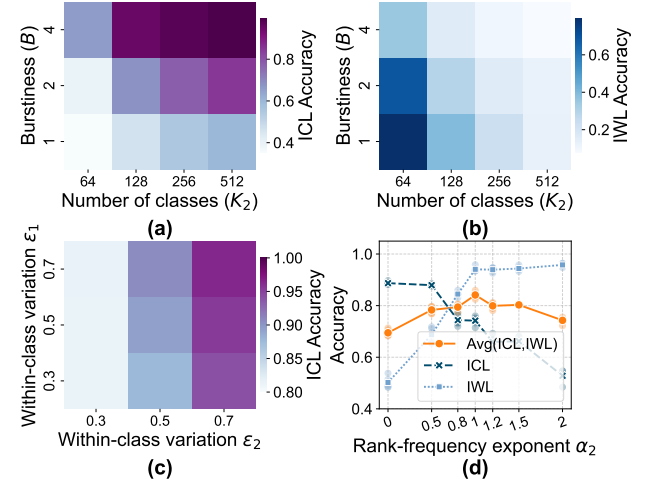 Burstiness (B)
4
2
1
64 128 256 512
Number of classes (K₂)
0.8
0.6
0.4
ICL Accuracy
(a)
Burstiness (B)
4
2
1
64 128 256 512
Number of classes (K₂)
0.6
0.4
0.2
IWL Accuracy
(b)
Within-class variation ε₁
0.7
0.5
0.3
0.3 0.5 0.7
Within-class variation ε₂
1.00
0.95
0.90
0.85
0.80
ICL Accuracy
(c)
Accuracy
1.0
0.8
0.6
0.4
Avg(ICL,IWL)
ICL
IWL
0 0.5 0.8 1 1.2 1.5 2
Rank-frequency exponent α₂
(d)